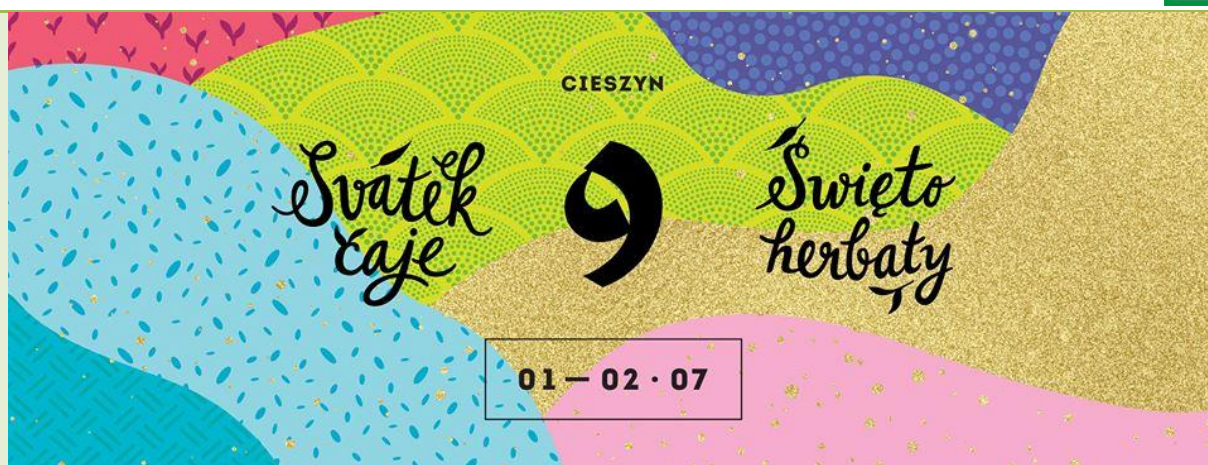 CIESZYN
Svátek
čaje
9
Święto
herbaty
01 — 02 · 07